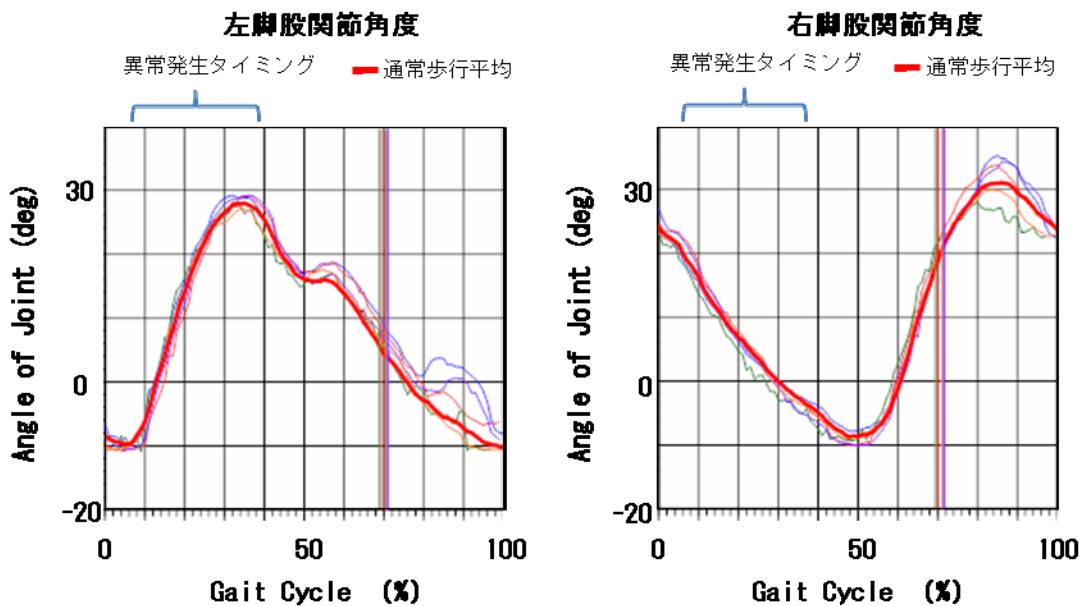 左脚股関節角度
異常発生タイミング
通常歩行平均
Angle of Joint (deg)
30
0
-20
0
50
100
Gait Cycle (%)
右脚股関節角度
異常発生タイミング
通常歩行平均
Angle of Joint (deg)
30
0
-20
0
50
100
Gait Cycle (%)